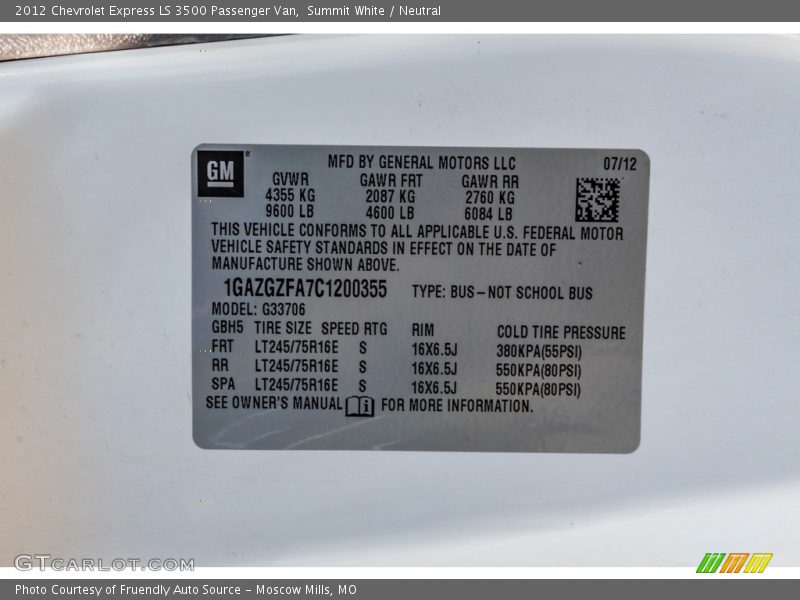 2012 Chevrolet Express LS 3500 Passenger Van, Summit White / Neutral
GM
MFD BY GENERAL MOTORS LLC 07/12
GVWR GAWR FRT GAWR RR
4355 KG 2087 KG 2760 KG
9600 LB 4600 LB 6084 LB
THIS VEHICLE CONFORMS TO ALL APPLICABLE U.S. FEDERAL MOTOR
VEHICLE SAFETY STANDARDS IN EFFECT ON THE DATE OF
MANUFACTURE SHOWN ABOVE.
1GAZGZFA7C1200355 TYPE: BUS – NOT SCHOOL BUS
MODEL: G33706
GBH5 TIRE SIZE SPEED RTG RIM COLD TIRE PRESSURE
FRT LT245/75R16E S 16X6.5J 380KPA(55PSI)
RR LT245/75R16E S 16X6.5J 550KPA(80PSI)
SPA LT245/75R16E S 16X6.5J 550KPA(80PSI)
SEE OWNER'S MANUAL i FOR MORE INFORMATION.
GTCARLOT.COM
Photo Courtesy of Fruendly Auto Source – Moscow Mills, MO